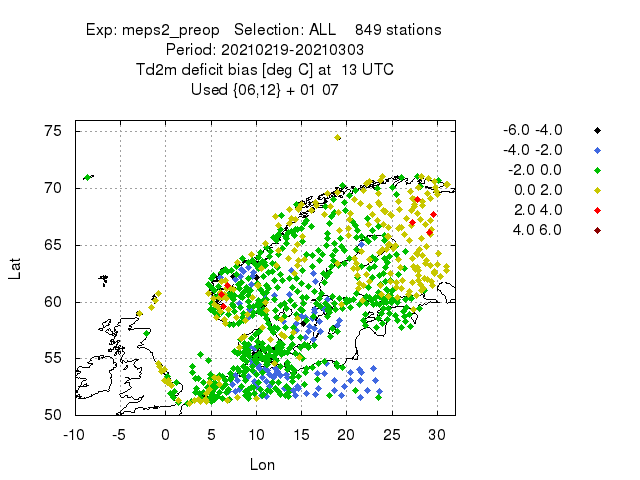 Exp: meps2_preop   Selection: ALL    849 stations
Period: 20210219-20210303
Td2m deficit bias [deg C] at  13 UTC
Used {06,12} + 01 07
75
70
65
60
55
50
-10 -5 0 5 10 15 20 25 30
Lat
Lon
-6.0 -4.0
-4.0 -2.0
-2.0 0.0
0.0 2.0
2.0 4.0
4.0 6.0